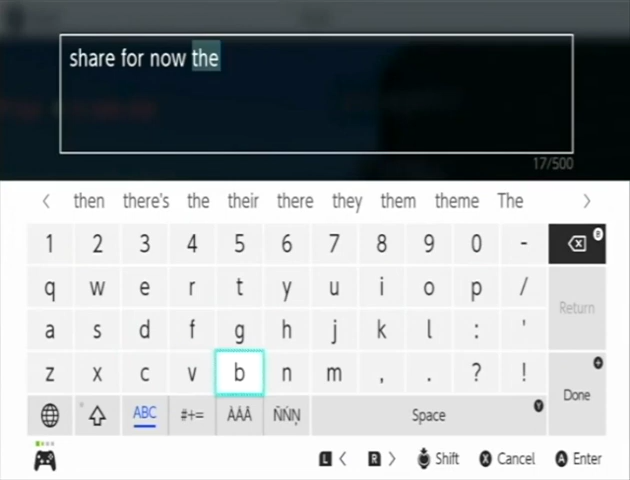 share for now the
17/500
then there's the their there they them theme The
1 2 3 4 5 6 7 8 9 0 -
q w e r t y u i o p /
Return
a s d f g h j k l : '
z x c v b n m , . ? !
Done
ABC #+= ÀÁÂ ÑŃŅ Space
L R Shift X Cancel A Enter